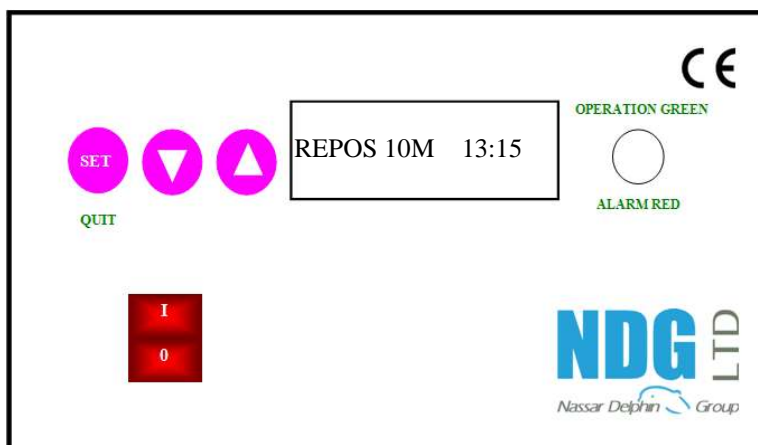 CE
OPERATION GREEN
SET
REPOS 10M 13:15
ALARM RED
QUIT
I
0
NDG LTD
Nassar Delphin Group